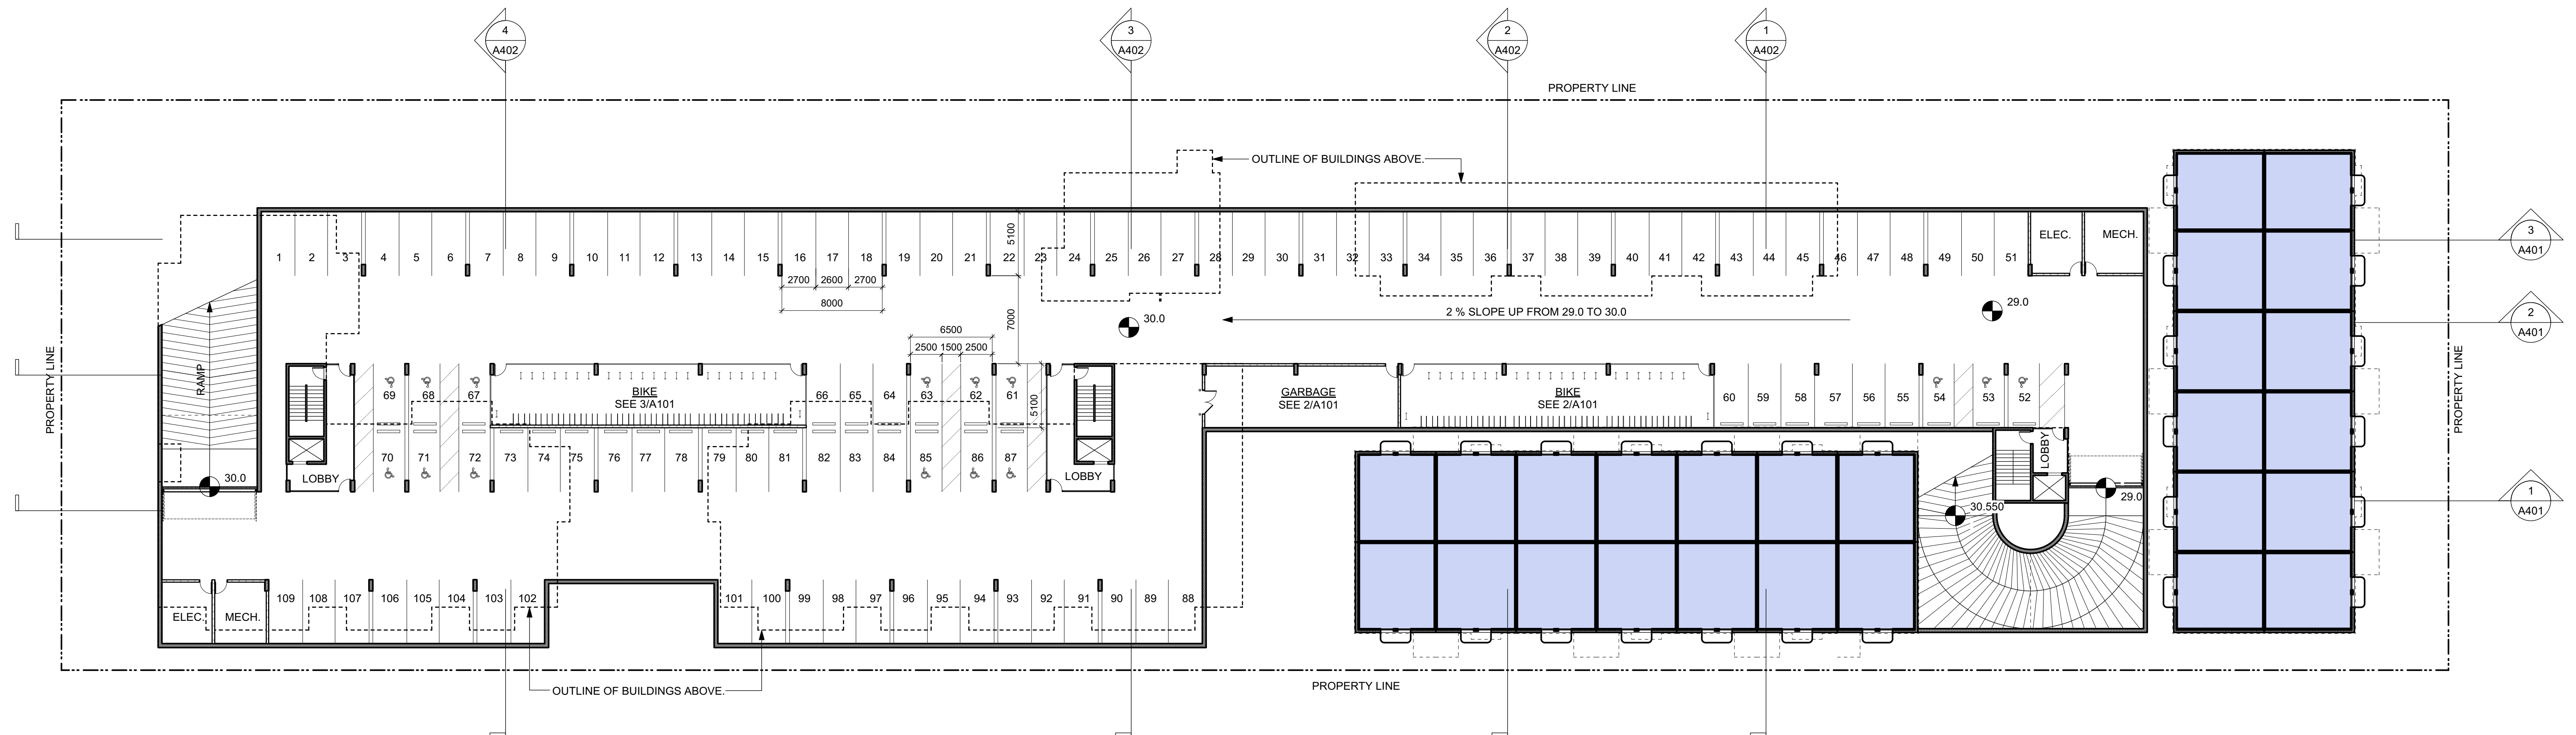 4
A402
3
A402
2
A402
1
A402
PROPERTY LINE
OUTLINE OF BUILDINGS ABOVE.
1 2 3 4 5 6 7 8 9 10 11 12 13 14 15 16 17 18 19 20 21 22 23 24 25 26 27 28 29 30 31 32 33 34 35 36 37 38 39 40 41 42 43 44 45 46 47 48 49 50 51
5100
ELEC.
MECH.
3
A401
2700 2600 2700
8000
7000
30.0
2 % SLOPE UP FROM 29.0 TO 30.0
29.0
2
A401
6500
2500 1500 2500
PROPERTY LINE
RAMP
69 68 67
BIKE
SEE 3/A101
66 65 64 63 62 61
5100
GARBAGE
SEE 2/A101
BIKE
SEE 2/A101
60 59 58 57 56 55 54 53 52
PROPERTY LINE
LOBBY
30.0
LOBBY
70 71 72 73 74 75 76 77 78 79 80 81 82 83 84 85 86 87
LOBBY
29.0
30.550
1
A401
ELEC.
MECH.
109 108 107 106 105 104 103 102
101 100 99 98 97 96 95 94 93 92 91 90 89 88
OUTLINE OF BUILDINGS ABOVE.
PROPERTY LINE